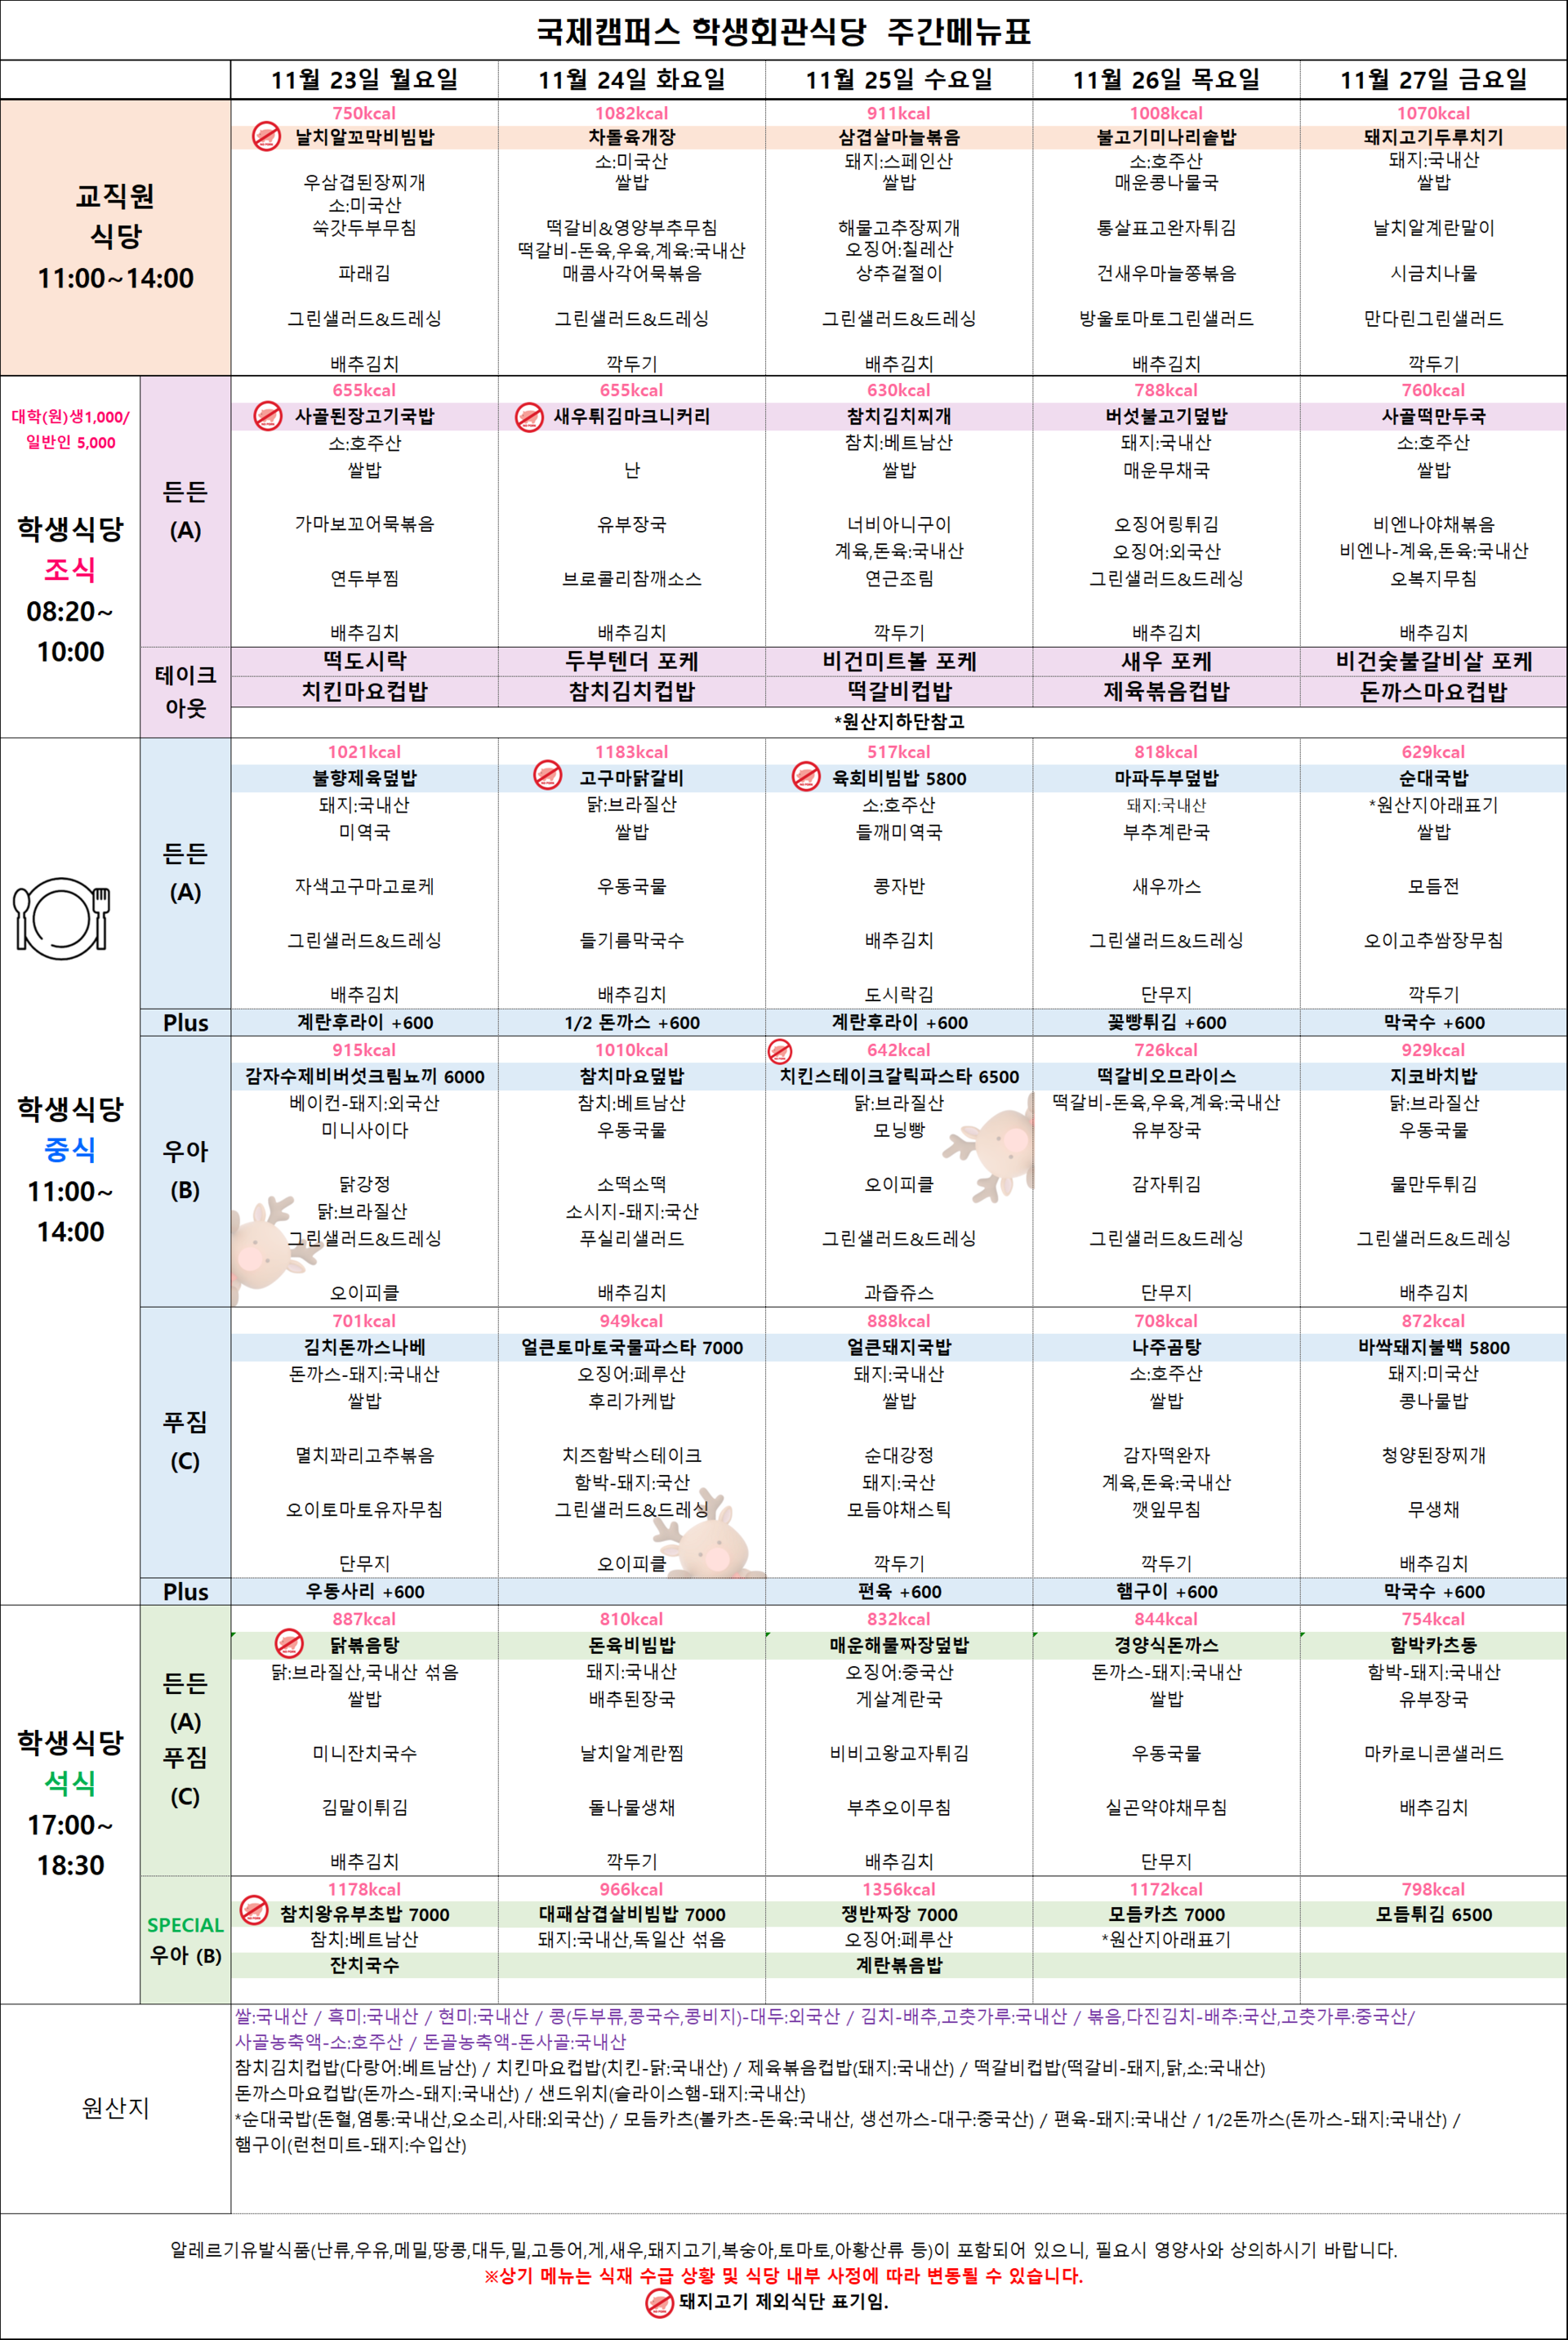 국제캠퍼스 학생회관식당 주간메뉴표
11월 23일 월요일 11월 24일 화요일 11월 25일 수요일 11월 26일 목요일 11월 27일 금요일
교직원
식당
11:00~14:00
750kcal 1082kcal 911kcal 1008kcal 1070kcal
날치알꼬막비빔밥 차돌육개장 삼겹살마늘볶음 불고기미나리솥밥 돼지고기두루치기
소:미국산 돼지:스페인산 소:호주산 돼지:국내산
우삼겹된장찌개 쌀밥 쌀밥 매운콩나물국 쌀밥
소:미국산
쑥갓두부무침 떡갈비&영양부추무침 해물고추장찌개 통살표고완자튀김 날치알계란말이
떡갈비-돈육,우육,계육:국내산 오징어:칠레산
파래김 매콤사각어묵볶음 상추겉절이 건새우마늘쫑볶음 시금치나물
그린샐러드&드레싱 그린샐러드&드레싱 그린샐러드&드레싱 방울토마토그린샐러드 만다린그린샐러드
배추김치 깍두기 배추김치 배추김치 깍두기
대학(원)생1,000/
일반인 5,000
학생식당
조식
08:20~
10:00
든든
(A)
655kcal 655kcal 630kcal 788kcal 760kcal
사골된장고기국밥 새우튀김마크니커리 참치김치찌개 버섯불고기덮밥 사골떡만두국
소:호주산 참치:베트남산 돼지:국내산 소:호주산
쌀밥 난 쌀밥 매운무채국 쌀밥
가마보꼬어묵볶음 유부장국 너비아니구이 오징어링튀김 비엔나야채볶음
계육,돈육:국내산 오징어:외국산 비엔나-계육,돈육:국내산
연두부찜 브로콜리참깨소스 연근조림 그린샐러드&드레싱 오복지무침
배추김치 배추김치 깍두기 배추김치 배추김치
테이크
아웃
떡도시락 두부텐더 포케 비건미트볼 포케 새우 포케 비건숯불갈비살 포케
치킨마요컵밥 참치김치컵밥 떡갈비컵밥 제육볶음컵밥 돈까스마요컵밥
*원산지하단참고
학생식당
중식
11:00~
14:00
든든
(A)
1021kcal 1183kcal 517kcal 818kcal 629kcal
불향제육덮밥 고구마닭갈비 육회비빔밥 5800 마파두부덮밥 순대국밥
돼지:국내산 닭:브라질산 소:호주산 돼지:국내산 *원산지아래표기
미역국 쌀밥 들깨미역국 부추계란국 쌀밥
자색고구마고로케 우동국물 콩자반 새우까스 모듬전
그린샐러드&드레싱 들기름막국수 배추김치 그린샐러드&드레싱 오이고추쌈장무침
배추김치 배추김치 도시락김 단무지 깍두기
Plus 계란후라이 +600 1/2 돈까스 +600 계란후라이 +600 꽃빵튀김 +600 막국수 +600
우아
(B)
915kcal 1010kcal 642kcal 726kcal 929kcal
감자수제비버섯크림뇨끼 6000 참치마요덮밥 치킨스테이크갈릭파스타 6500 떡갈비오므라이스 지코바치밥
베이컨-돼지:외국산 참치:베트남산 닭:브라질산 떡갈비-돈육,우육,계육:국내산 닭:브라질산
미니사이다 우동국물 모닝빵 유부장국 우동국물
닭강정 소떡소떡 오이피클 감자튀김 물만두튀김
닭:브라질산 소시지-돼지:국산
그린샐러드&드레싱 푸실리샐러드 그린샐러드&드레싱 그린샐러드&드레싱 그린샐러드&드레싱
오이피클 배추김치 과즙쥬스 단무지 배추김치
푸짐
(C)
701kcal 949kcal 888kcal 708kcal 872kcal
김치돈까스나베 얼큰토마토국물파스타 7000 얼큰돼지국밥 나주곰탕 바싹돼지불백 5800
돈까스-돼지:국내산 오징어:페루산 돼지:국내산 소:호주산 돼지:미국산
쌀밥 후리가케밥 쌀밥 쌀밥 콩나물밥
멸치꽈리고추볶음 치즈함박스테이크 순대강정 감자떡완자 청양된장찌개
함박-돼지:국산 돼지:국산 계육,돈육:국내산
오이토마토유자무침 그린샐러드&드레싱 모듬야채스틱 깻잎무침 무생채
단무지 오이피클 깍두기 깍두기 배추김치
Plus 우동사리 +600 편육 +600 햄구이 +600 막국수 +600
학생식당
석식
17:00~
18:30
든든
(A)
푸짐
(C)
887kcal 810kcal 832kcal 844kcal 754kcal
닭볶음탕 돈육비빔밥 매운해물짜장덮밥 경양식돈까스 함박카츠동
닭:브라질산,국내산 섞음 돼지:국내산 오징어:중국산 돈까스-돼지:국내산 함박-돼지:국내산
쌀밥 배추된장국 게살계란국 쌀밥 유부장국
미니잔치국수 날치알계란찜 비비고왕교자튀김 우동국물 마카로니콘샐러드
김말이튀김 돌나물생채 부추오이무침 실곤약야채무침 배추김치
배추김치 깍두기 배추김치 단무지
SPECIAL
우아 (B)
1178kcal 966kcal 1356kcal 1172kcal 798kcal
참치왕유부초밥 7000 대패삼겹살비빔밥 7000 쟁반짜장 7000 모듬카츠 7000 모듬튀김 6500
참치:베트남산 돼지:국내산,독일산 섞음 오징어:페루산 *원산지아래표기
잔치국수 계란볶음밥
원산지
쌀:국내산 / 흑미:국내산 / 현미:국내산 / 콩(두부류,콩국수,콩비지)-대두:외국산 / 김치-배추,고춧가루:국내산 / 볶음,다진김치-배추:국산,고춧가루:중국산/
사골농축액-소:호주산 / 돈골농축액-돈사골:국내산
참치김치컵밥(다랑어:베트남산) / 치킨마요컵밥(치킨-닭:국내산) / 제육볶음컵밥(돼지:국내산) / 떡갈비컵밥(떡갈비-돼지,닭,소:국내산)
돈까스마요컵밥(돈까스-돼지:국내산) / 샌드위치(슬라이스햄-돼지:국내산)
*순대국밥(돈혈,염통:국내산,오소리,사태:외국산) / 모듬카츠(볼카츠-돈육:국내산, 생선까스-대구:중국산) / 편육-돼지:국내산 / 1/2돈까스(돈까스-돼지:국내산) /
햄구이(런천미트-돼지:수입산)
알레르기유발식품(난류,우유,메밀,땅콩,대두,밀,고등어,게,새우,돼지고기,복숭아,토마토,아황산류 등)이 포함되어 있으니, 필요시 영양사와 상의하시기 바랍니다.
※상기 메뉴는 식재 수급 상황 및 식당 내부 사정에 따라 변동될 수 있습니다.
돼지고기 제외식단 표기임.